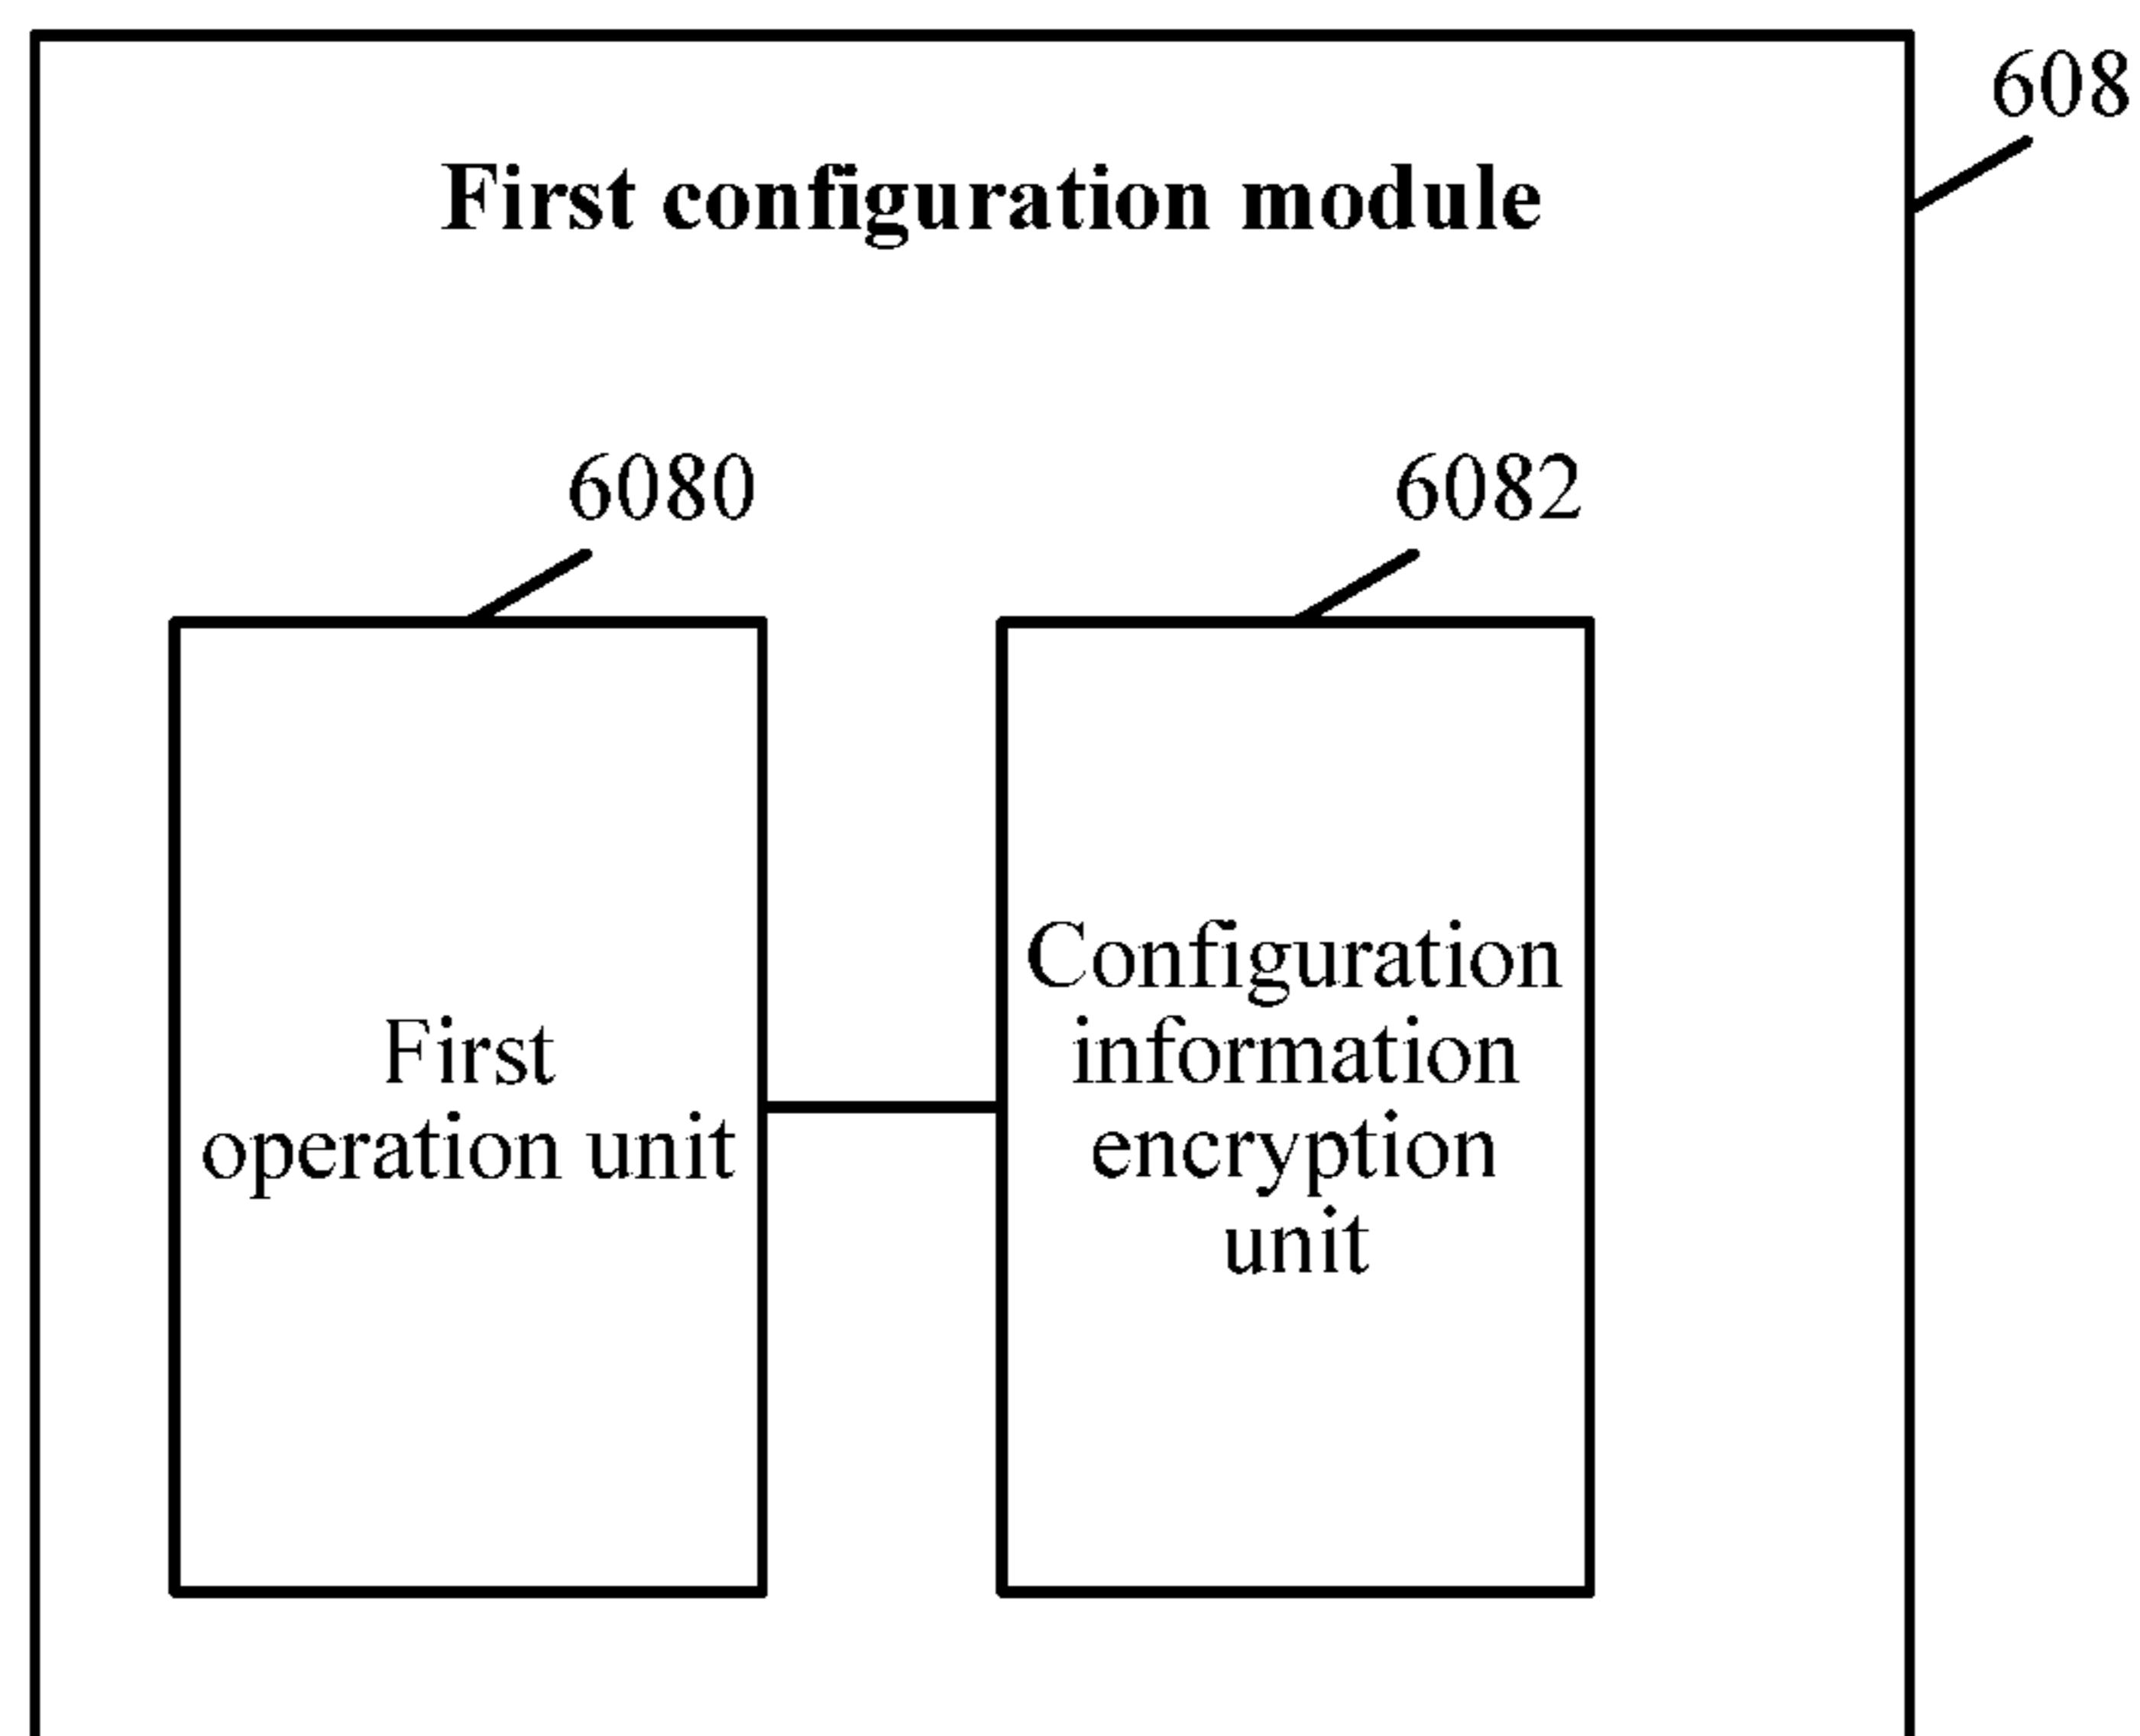 608
First configuration module
6080
6082
First
operation unit
Configuration
information
encryption
unit